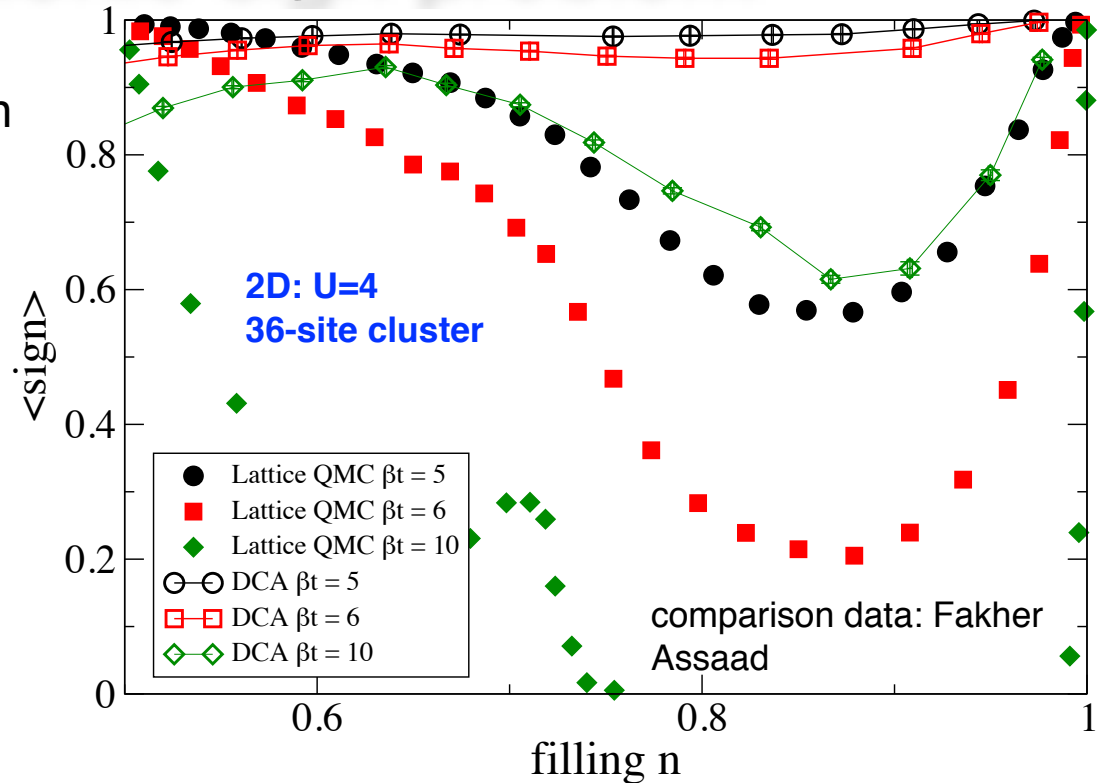 n
1
0.8
0.6
0.4
0.2
0
<sign>
2D: U=4
36-site cluster
Lattice QMC βt = 5
Lattice QMC βt = 6
Lattice QMC βt = 10
DCA βt = 5
DCA βt = 6
DCA βt = 10
comparison data: Fakher
Assaad
0.6
0.8
1
filling n